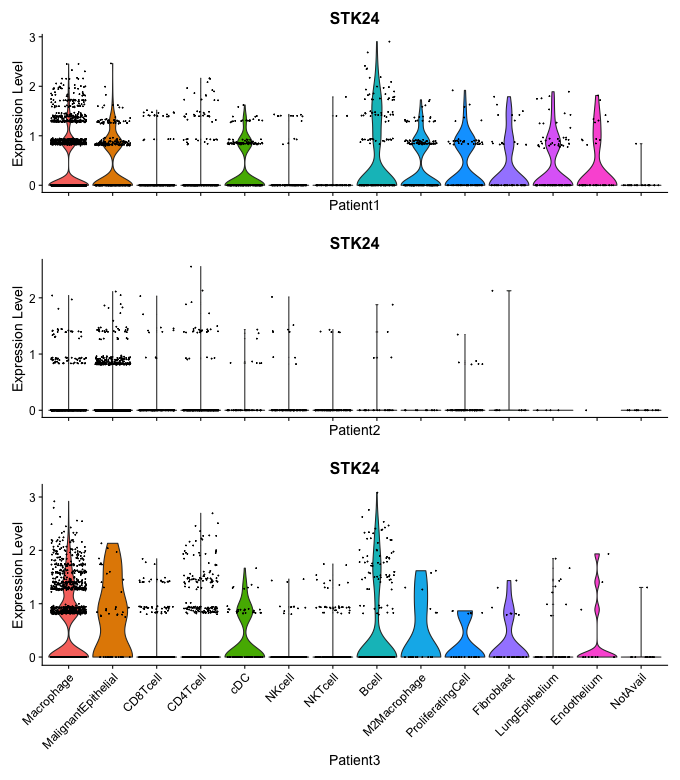 STK24
Expression Level
3
2
1
0
Patient1
STK24
Expression Level
2
1
0
Patient2
STK24
Expression Level
3
2
1
0
Macrophage
MalignantEpithelial
CD8Tcell
CD4Tcell
cDC
NKcell
NKTcell
Bcell
M2Macrophage
ProliferatingCell
Fibroblast
LungEpithelium
Endothelium
NotAvail
Patient3